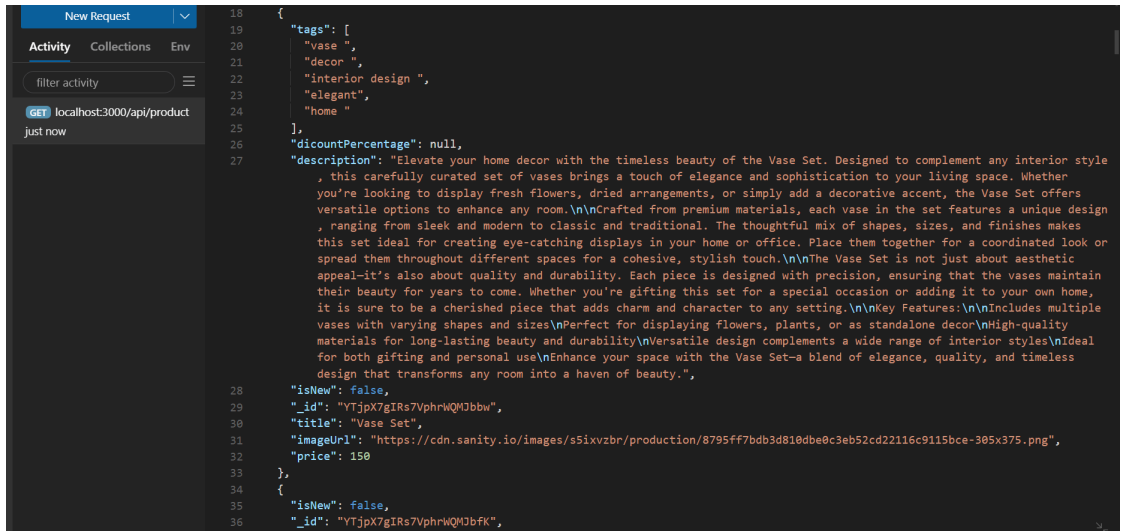 New Request
Activity Collections Env
filter activity
GET localhost:3000/api/product
just now
18 {
19 "tags": [
20 "vase ",
21 "decor ",
22 "interior design ",
23 "elegant",
24 "home "
25 ],
26 "dicountPercentage": null,
27 "description": "Elevate your home decor with the timeless beauty of the Vase Set. Designed to complement any interior style
, this carefully curated set of vases brings a touch of elegance and sophistication to your living space. Whether
you’re looking to display fresh flowers, dried arrangements, or simply add a decorative accent, the Vase Set offers
versatile options to enhance any room.\n\nCrafted from premium materials, each vase in the set features a unique design
, ranging from sleek and modern to classic and traditional. The thoughtful mix of shapes, sizes, and finishes makes
this set ideal for creating eye-catching displays in your home or office. Place them together for a coordinated look or
spread them throughout different spaces for a cohesive, stylish touch.\n\nThe Vase Set is not just about aesthetic
appeal—it’s also about quality and durability. Each piece is designed with precision, ensuring that the vases maintain
their beauty for years to come. Whether you’re gifting this set for a special occasion or adding it to your own home,
it is sure to be a cherished piece that adds charm and character to any setting.\n\nKey Features:\n\nIncludes multiple
vases with varying shapes and sizes\nPerfect for displaying flowers, plants, or as standalone decor\nHigh-quality
materials for long-lasting beauty and durability\nVersatile design complements a wide range of interior styles\nIdeal
for both gifting and personal use\nEnhance your space with the Vase Set—a blend of elegance, quality, and timeless
design that transforms any room into a haven of beauty.",
28 "isNew": false,
29 "_id": "YTjpX7gIRs7VphrWQMJbbw",
30 "title": "Vase Set",
31 "imageUrl": "https://cdn.sanity.io/images/s5ixvzbr/production/8795ff7bdb3d810dbe0c3eb52cd22116c9115bce-305x375.png",
32 "price": 150
33 },
34 {
35 "isNew": false,
36 "_id": "YTjpX7gIRs7VphrWQMJbfK",